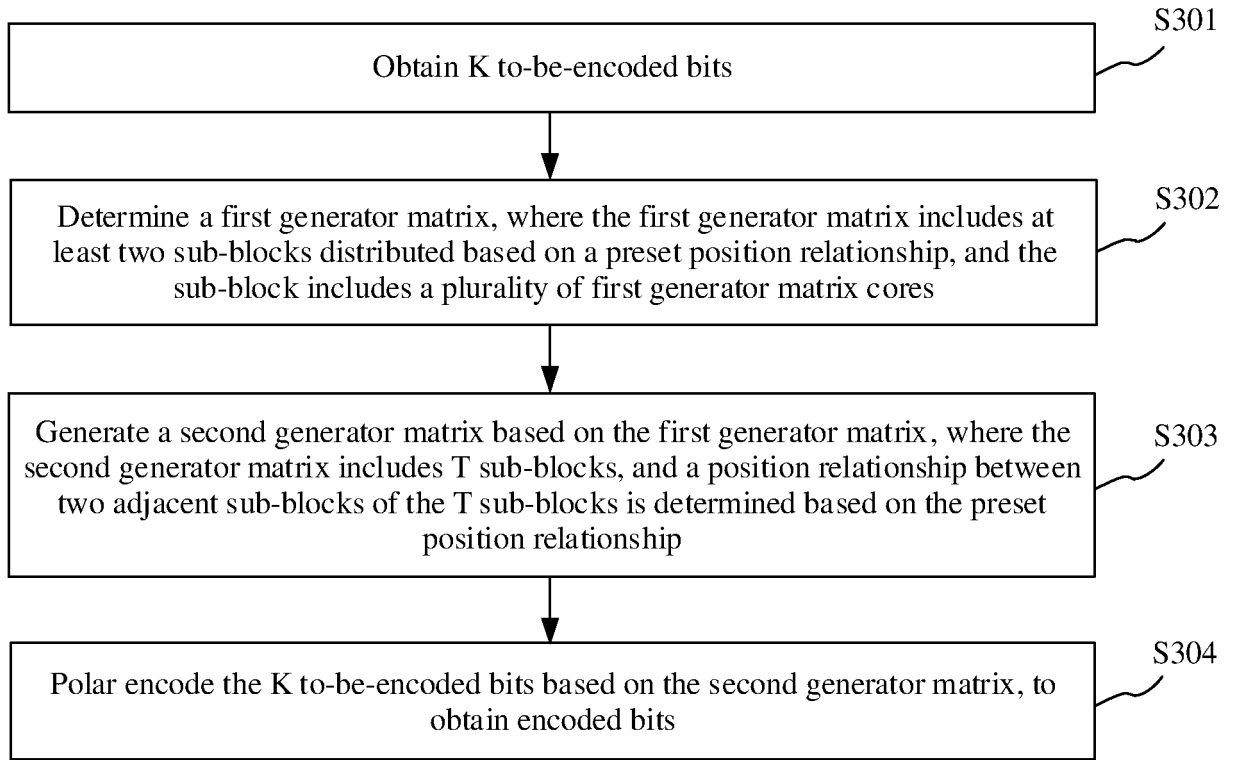 S301
Obtain K to-be-encoded bits
S302
Determine a first generator matrix, where the first generator matrix includes at
least two sub-blocks distributed based on a preset position relationship, and the
sub-block includes a plurality of first generator matrix cores
S303
Generate a second generator matrix based on the first generator matrix, where the
second generator matrix includes T sub-blocks, and a position relationship between
two adjacent sub-blocks of the T sub-blocks is determined based on the preset
position relationship
S304
Polar encode the K to-be-encoded bits based on the second generator matrix, to
obtain encoded bits